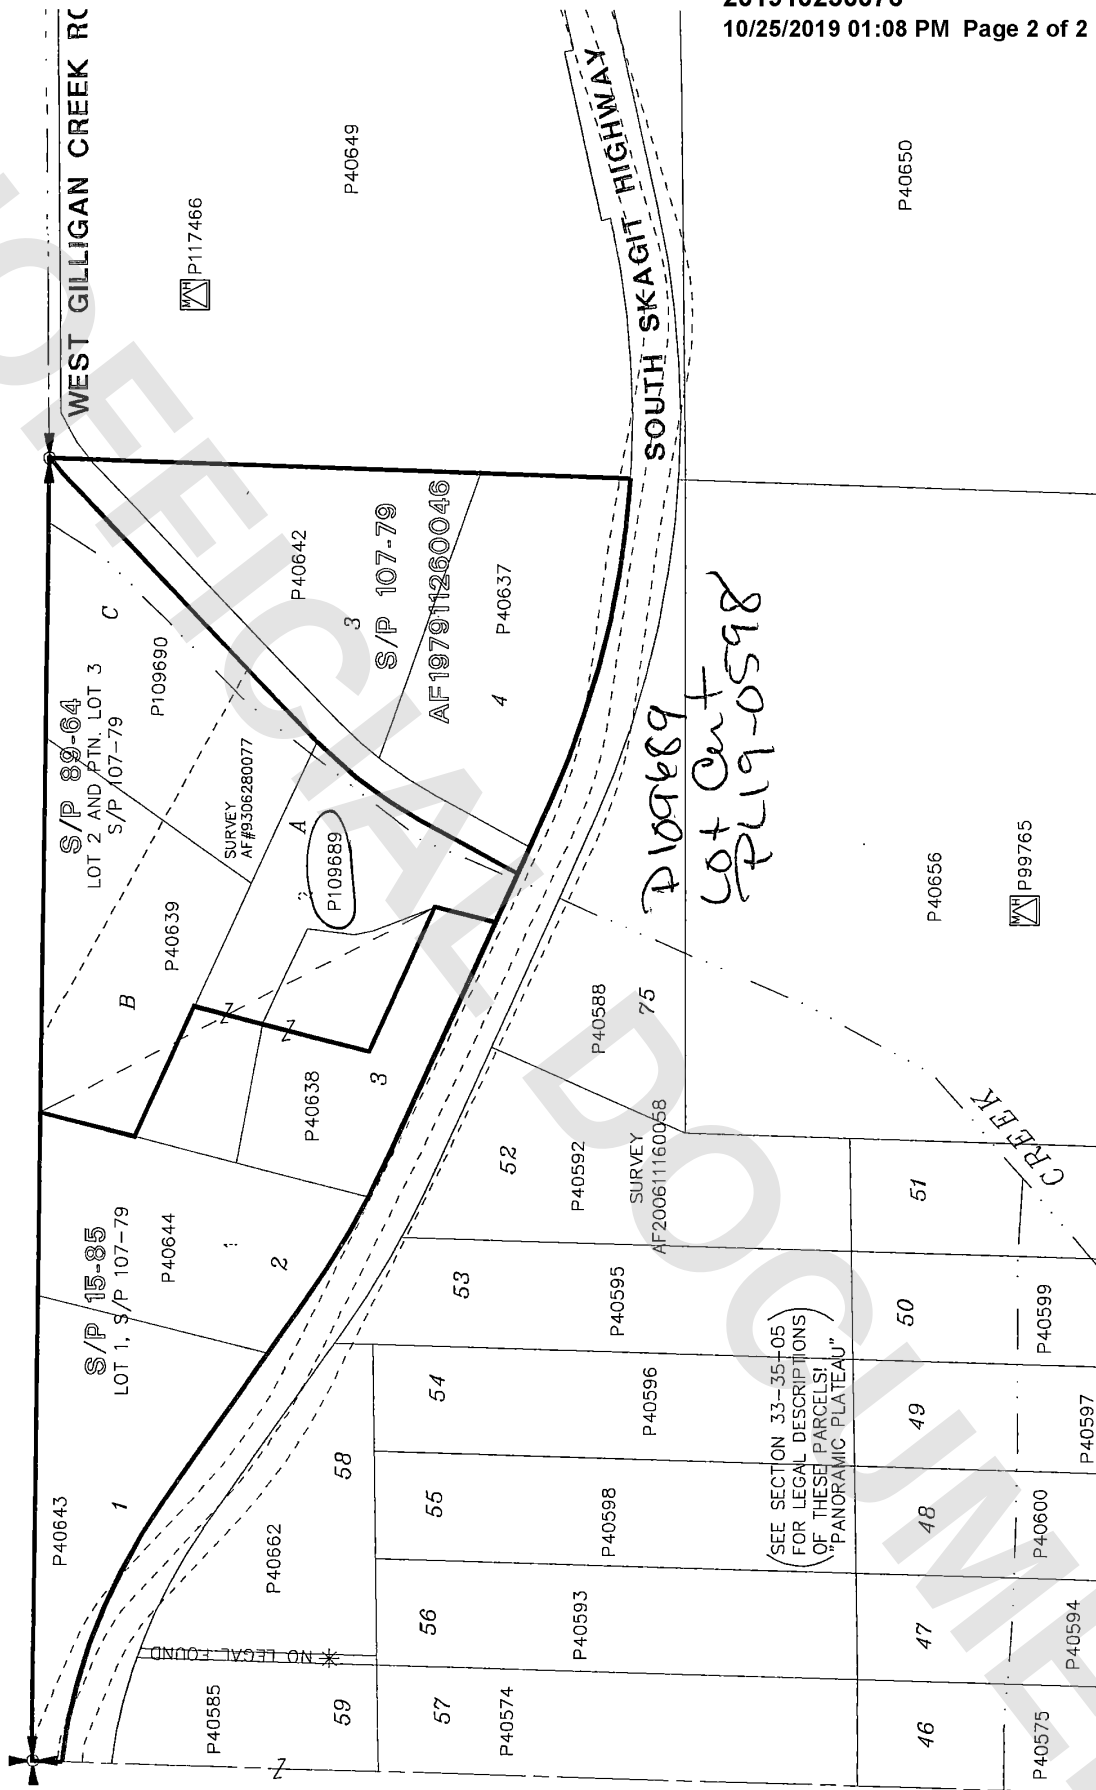 10/25/2019 01:08 PM Page 2 of 2
WEST GILLIGAN CREEK
P40649
M H P117466
SOUTH SKAGIT HIGHWAY
P40650
S/P 89-64
LOT 2 AND PTN. LOT 3
S/P 107-79
C
P109690
P40642
3
S/P 107-79
AF197911260046
P40637
4
SURVEY
AF#9306280077
A
P109689
B
P40639
P109689
Lot Cert
PL19-0598
P40656
M H P99765
P40588
75
P40638
3
CREEK
S/P 15-85
LOT 1, S/P 107-79
P40644
1
2
52
P40592
SURVEY
AF200611160058
51
53
P40595
50
P40599
P40643
1
58
P40662
54
P40596
49
P40597
55
P40598
48
P40600
(SEE SECTION 33-35-05
FOR LEGAL DESCRIPTIONS
OF THESE PARCELS!
"PANORAMIC PLATEAU")
NO LEGAL FOUND
56
P40593
47
P40594
P40585
59
57
P40574
46
P40575
Z
Z
Z